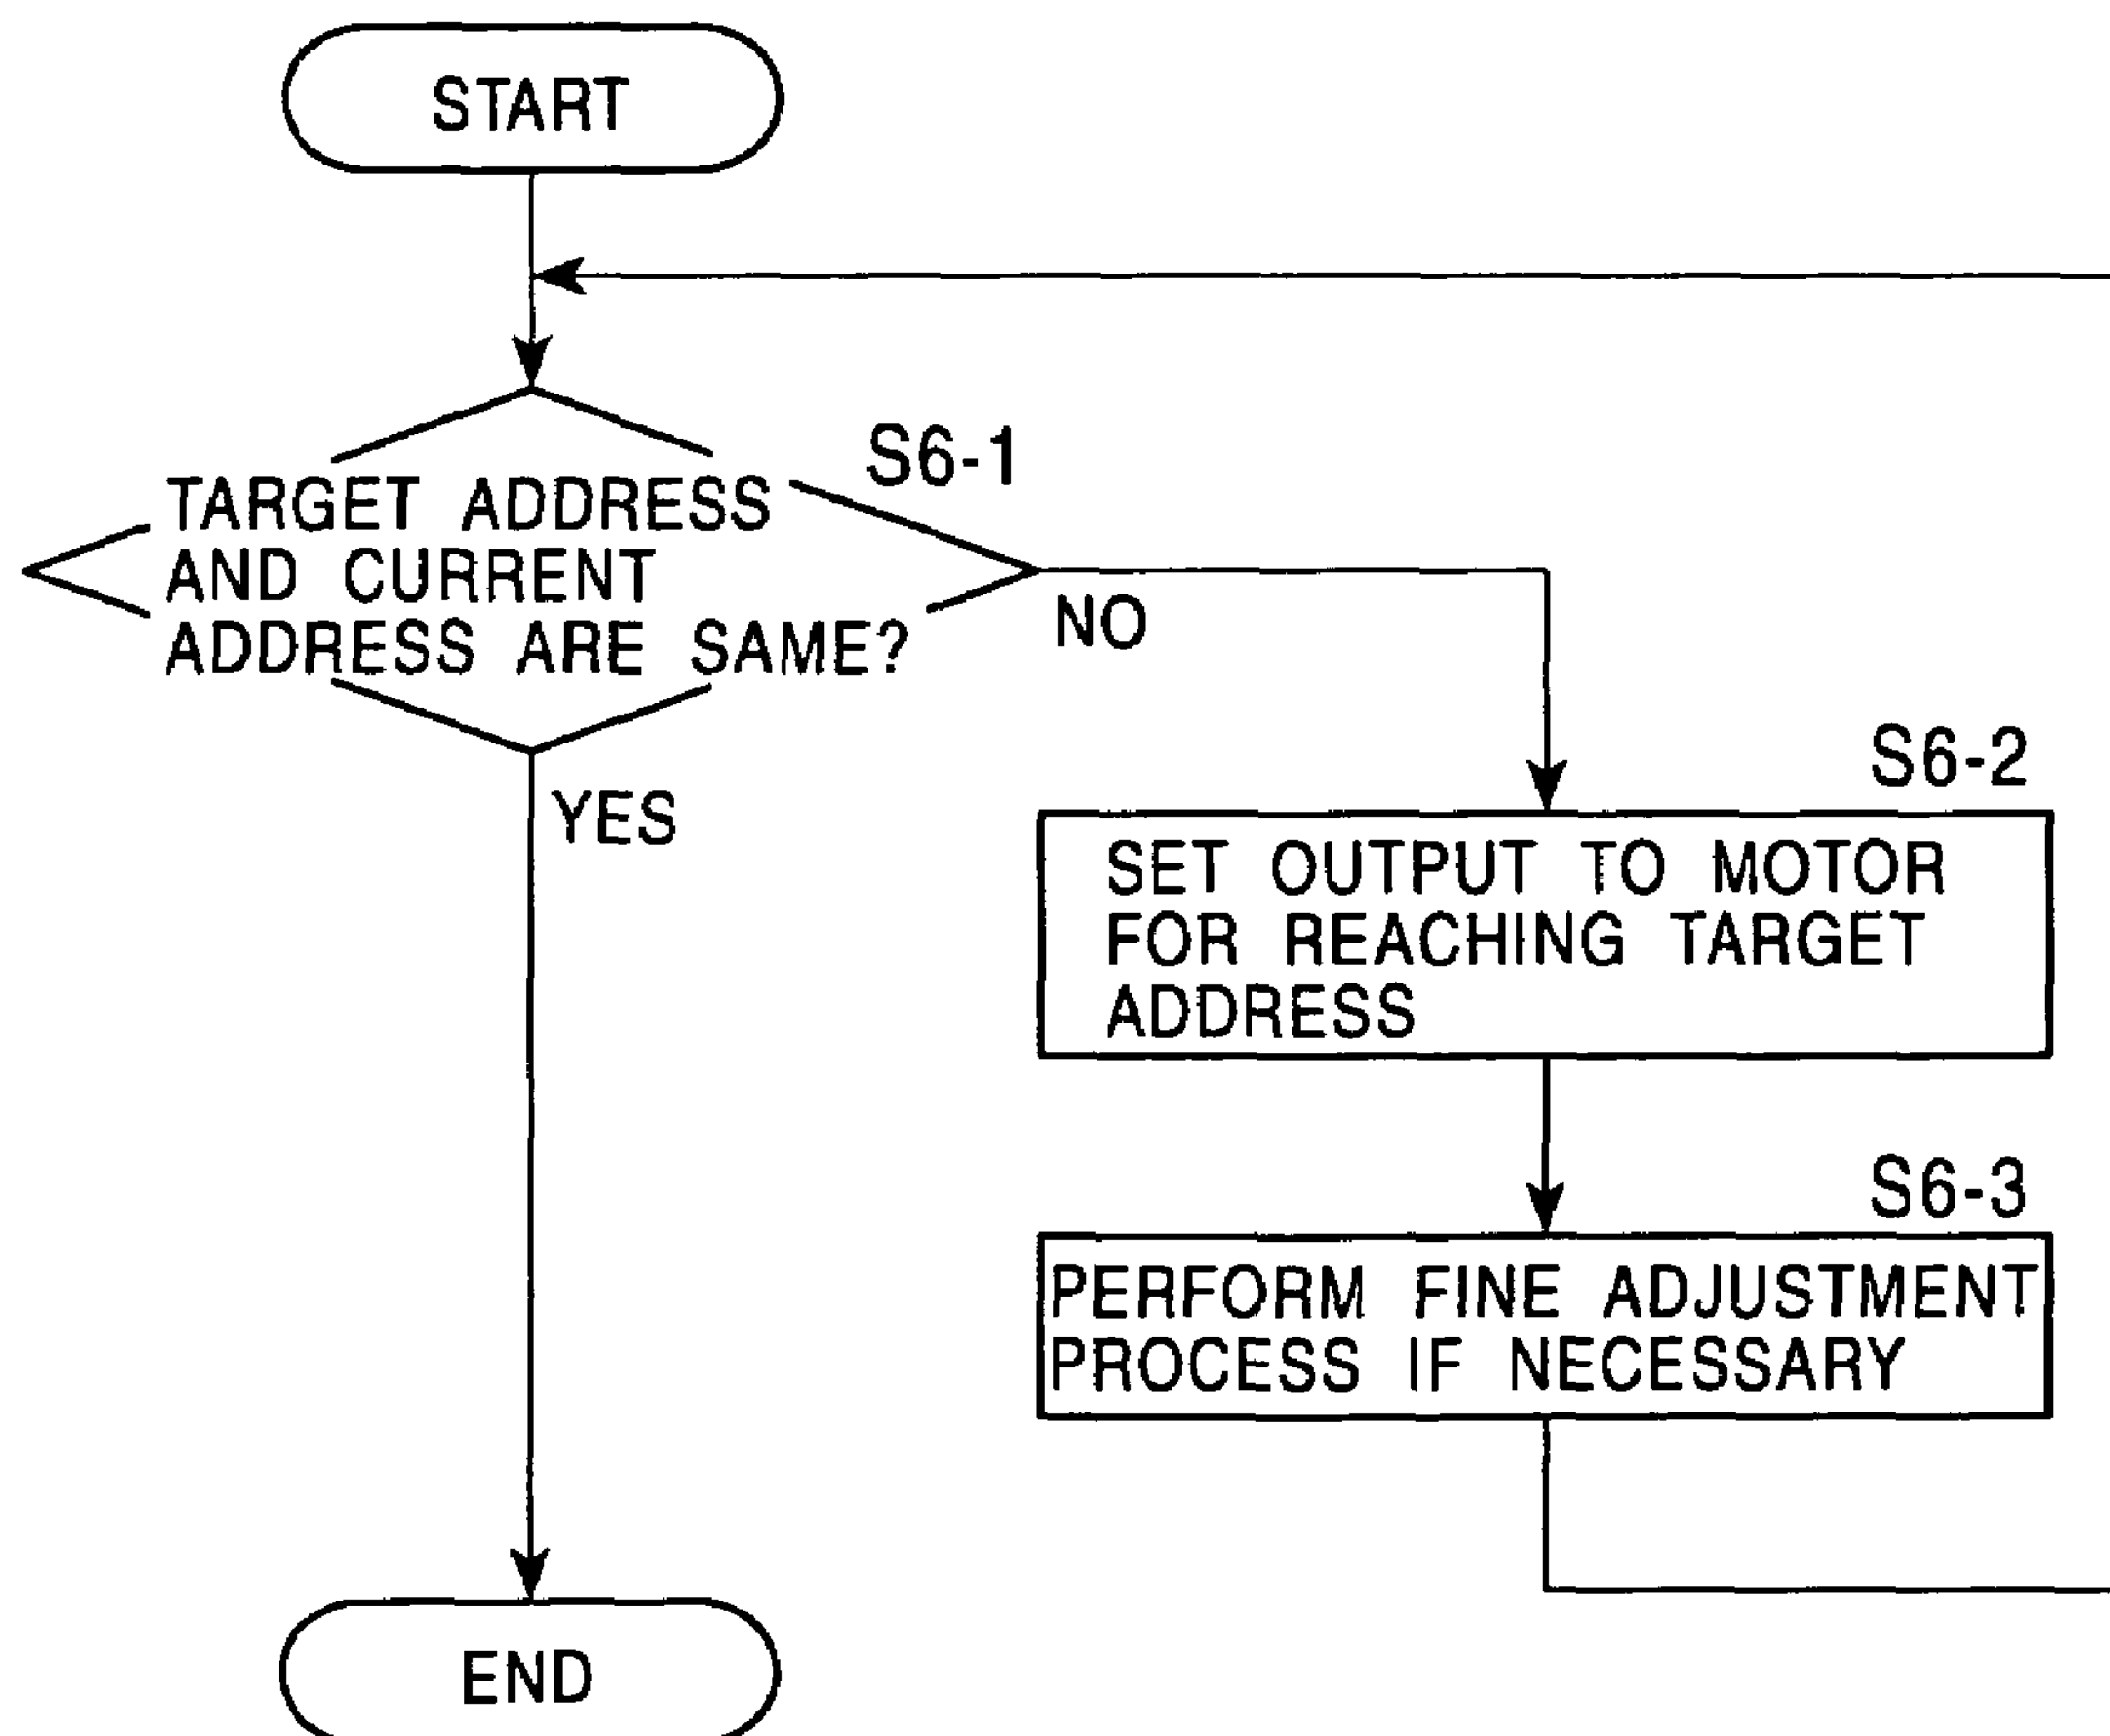 START
S6-1
TARGET ADDRESS
AND CURRENT
ADDRESS ARE SAME?
NO
YES
S6-2
SET OUTPUT TO MOTOR
FOR REACHING TARGET
ADDRESS
S6-3
PERFORM FINE ADJUSTMENT
PROCESS IF NECESSARY
END